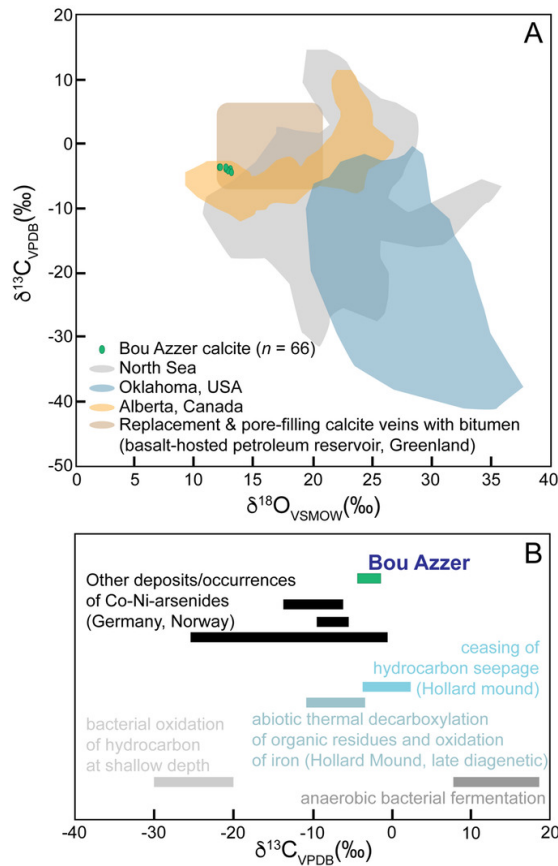 A
20
10
0
-10
-20
-30
-40
-50
δ¹³C_VPDB(‰)
Bou Azzer calcite (n = 66)
North Sea
Oklahoma, USA
Alberta, Canada
Replacement & pore-filling calcite veins with bitumen
(basalt-hosted petroleum reservoir, Greenland)
5 10 15 20 25 30 35 40
δ¹⁸O_VSMOW(‰)
B
Bou Azzer
Other deposits/occurrences
of Co-Ni-arsenides
(Germany, Norway)
ceasing of
hydrocarbon seepage
(Hollard mound)
bacterial oxidation
of hydrocarbon
at shallow depth
abiotic thermal decarboxylation
of organic residues and oxidation
of iron (Hollard Mound, late diagenetic)
anaerobic bacterial fermentation
-40 -30 -20 -10 0 10 20
δ¹³C_VPDB(‰)